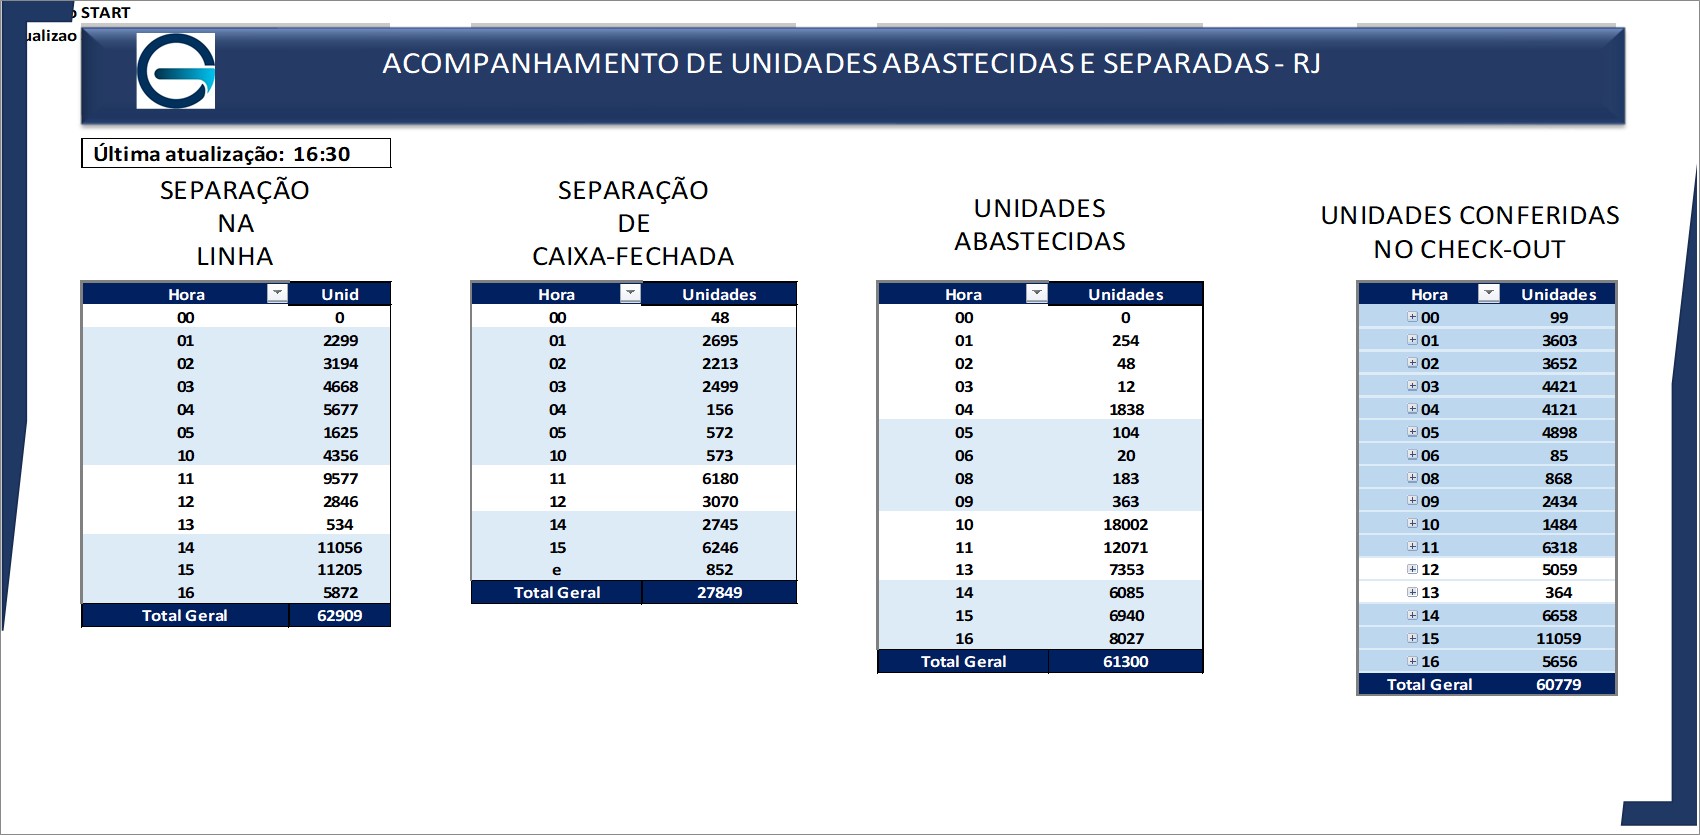 START
ualizao
ACOMPANHAMENTO DE UNIDADES ABASTECIDAS E SEPARADAS - RJ
Última atualização: 16:30
SEPARAÇÃO
NA
LINHA
Hora Unid
00 0
01 2299
02 3194
03 4668
04 5677
05 1625
10 4356
11 9577
12 2846
13 534
14 11056
15 11205
16 5872
Total Geral 62909
SEPARAÇÃO
DE
CAIXA-FECHADA
Hora Unidades
00 48
01 2695
02 2213
03 2499
04 156
05 572
10 573
11 6180
12 3070
14 2745
15 6246
e 852
Total Geral 27849
UNIDADES
ABASTECIDAS
Hora Unidades
00 0
01 254
02 48
03 12
04 1838
05 104
06 20
08 183
09 363
10 18002
11 12071
13 7353
14 6085
15 6940
16 8027
Total Geral 61300
UNIDADES CONFERIDAS
NO CHECK-OUT
Hora Unidades
00 99
01 3603
02 3652
03 4421
04 4121
05 4898
06 85
08 868
09 2434
10 1484
11 6318
12 5059
13 364
14 6658
15 11059
16 5656
Total Geral 60779